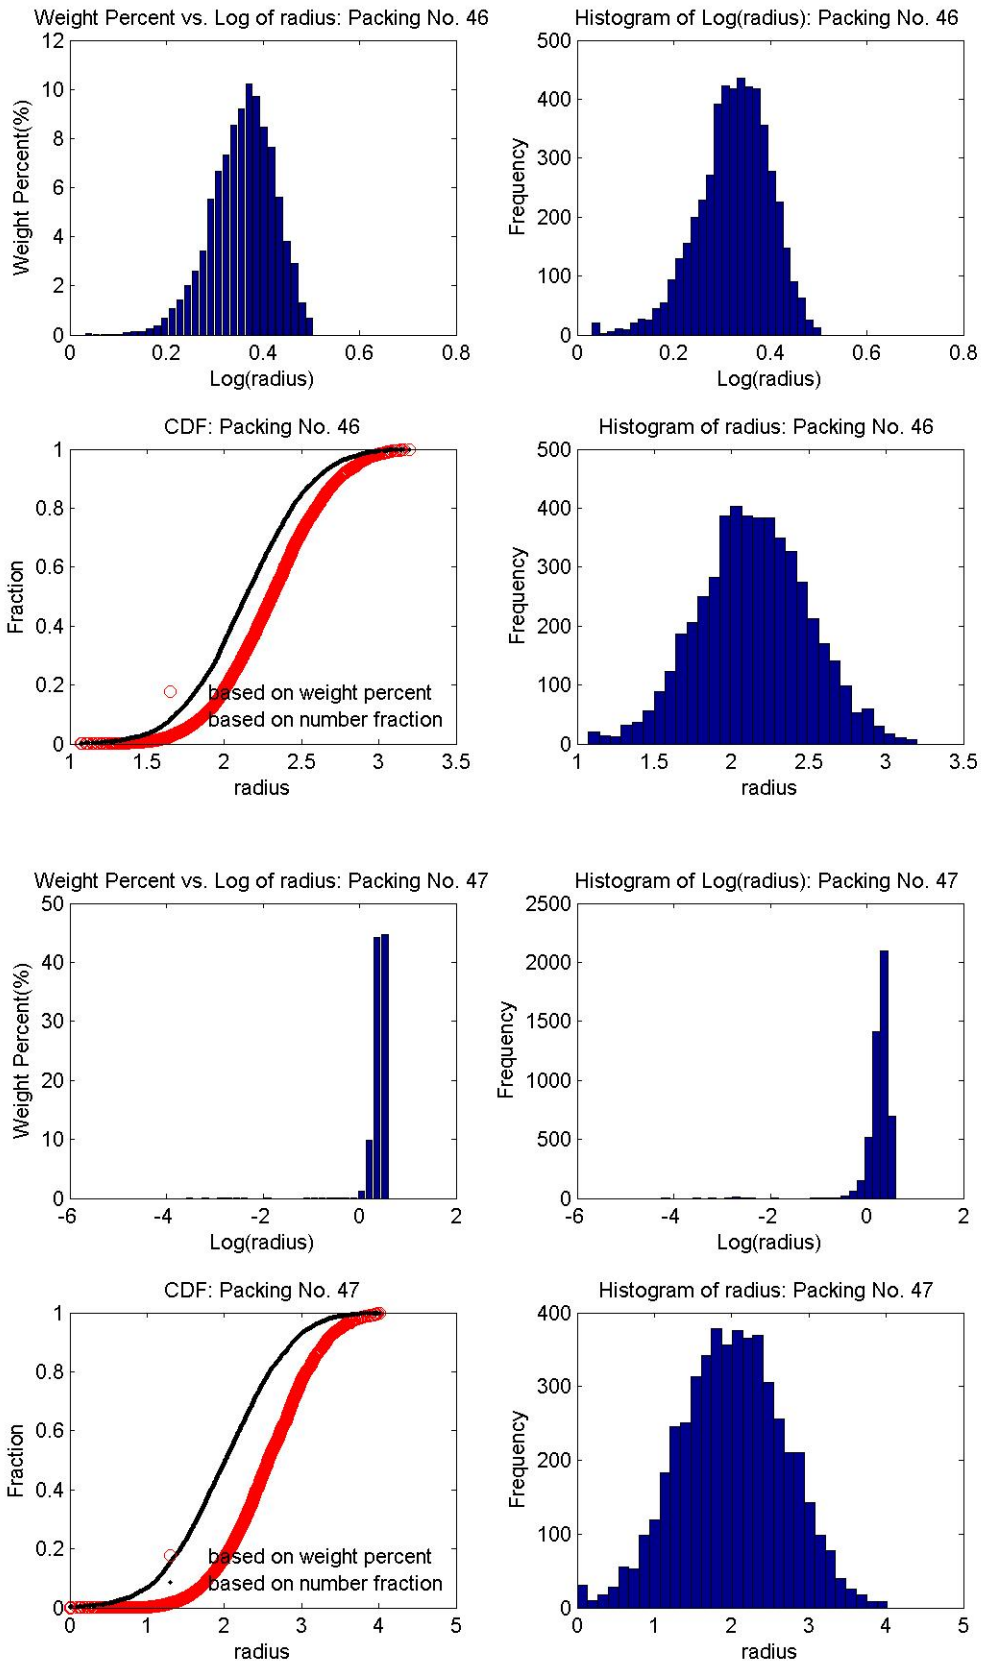 Weight Percent vs. Log of radius: Packing No. 46
12
10
8
6
4
2
0
Weight Percent(%)
0 0.2 0.4 0.6 0.8
Log(radius)
Histogram of Log(radius): Packing No. 46
500
400
300
200
100
0
Frequency
0 0.2 0.4 0.6 0.8
Log(radius)
CDF: Packing No. 46
1
0.8
0.6
0.4
0.2
0
Fraction
based on weight percent
based on number fraction
1 1.5 2 2.5 3 3.5
radius
Histogram of radius: Packing No. 46
500
400
300
200
100
0
Frequency
1 1.5 2 2.5 3 3.5
radius
Weight Percent vs. Log of radius: Packing No. 47
50
40
30
20
10
0
Weight Percent(%)
-6 -4 -2 0 2
Log(radius)
Histogram of Log(radius): Packing No. 47
2500
2000
1500
1000
500
0
Frequency
-6 -4 -2 0 2
Log(radius)
CDF: Packing No. 47
1
0.8
0.6
0.4
0.2
0
Fraction
based on weight percent
based on number fraction
0 1 2 3 4 5
radius
Histogram of radius: Packing No. 47
400
300
200
100
0
Frequency
0 1 2 3 4 5
radius